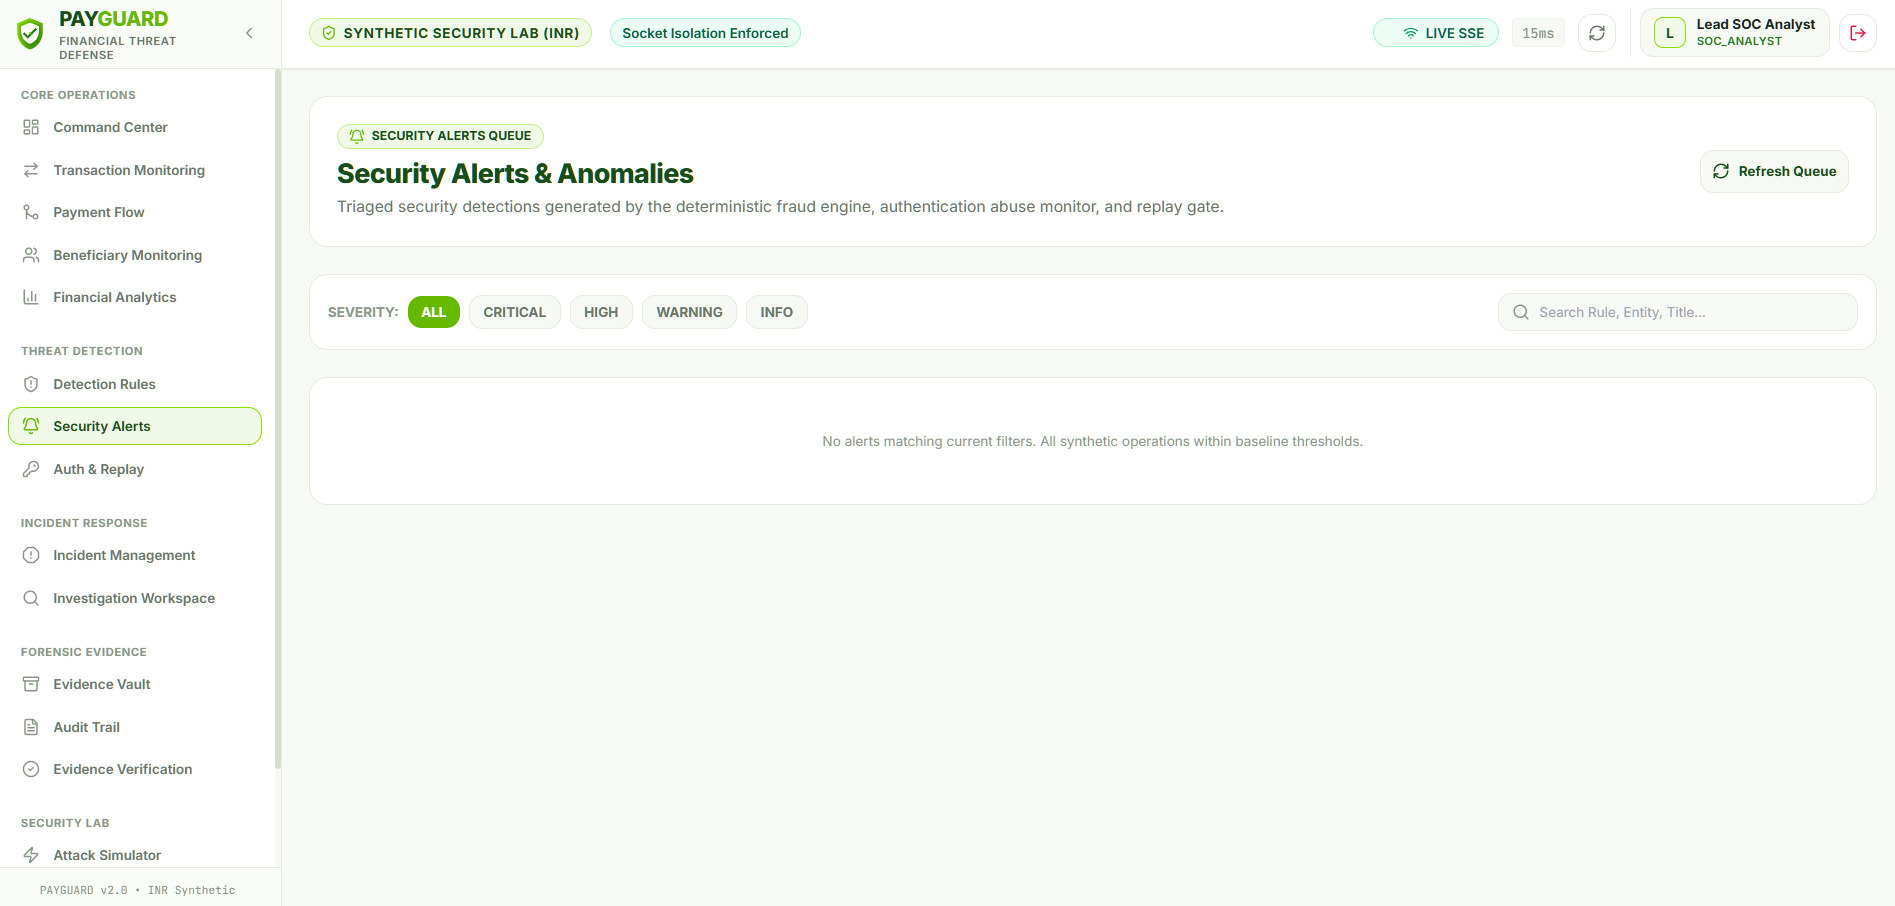 PAYGUARD
FINANCIAL THREAT
DEFENSE
SYNTHETIC SECURITY LAB (INR)
Socket Isolation Enforced
LIVE SSE
15ms
L
Lead SOC Analyst
SOC_ANALYST
CORE OPERATIONS
Command Center
Transaction Monitoring
Payment Flow
Beneficiary Monitoring
Financial Analytics
THREAT DETECTION
Detection Rules
Security Alerts
Auth & Replay
INCIDENT RESPONSE
Incident Management
Investigation Workspace
FORENSIC EVIDENCE
Evidence Vault
Audit Trail
Evidence Verification
SECURITY LAB
Attack Simulator
PAYGUARD v2.0 • INR Synthetic
SECURITY ALERTS QUEUE
Security Alerts & Anomalies
Triaged security detections generated by the deterministic fraud engine, authentication abuse monitor, and replay gate.
Refresh Queue
SEVERITY: ALL CRITICAL HIGH WARNING INFO
Search Rule, Entity, Title...
No alerts matching current filters. All synthetic operations within baseline thresholds.